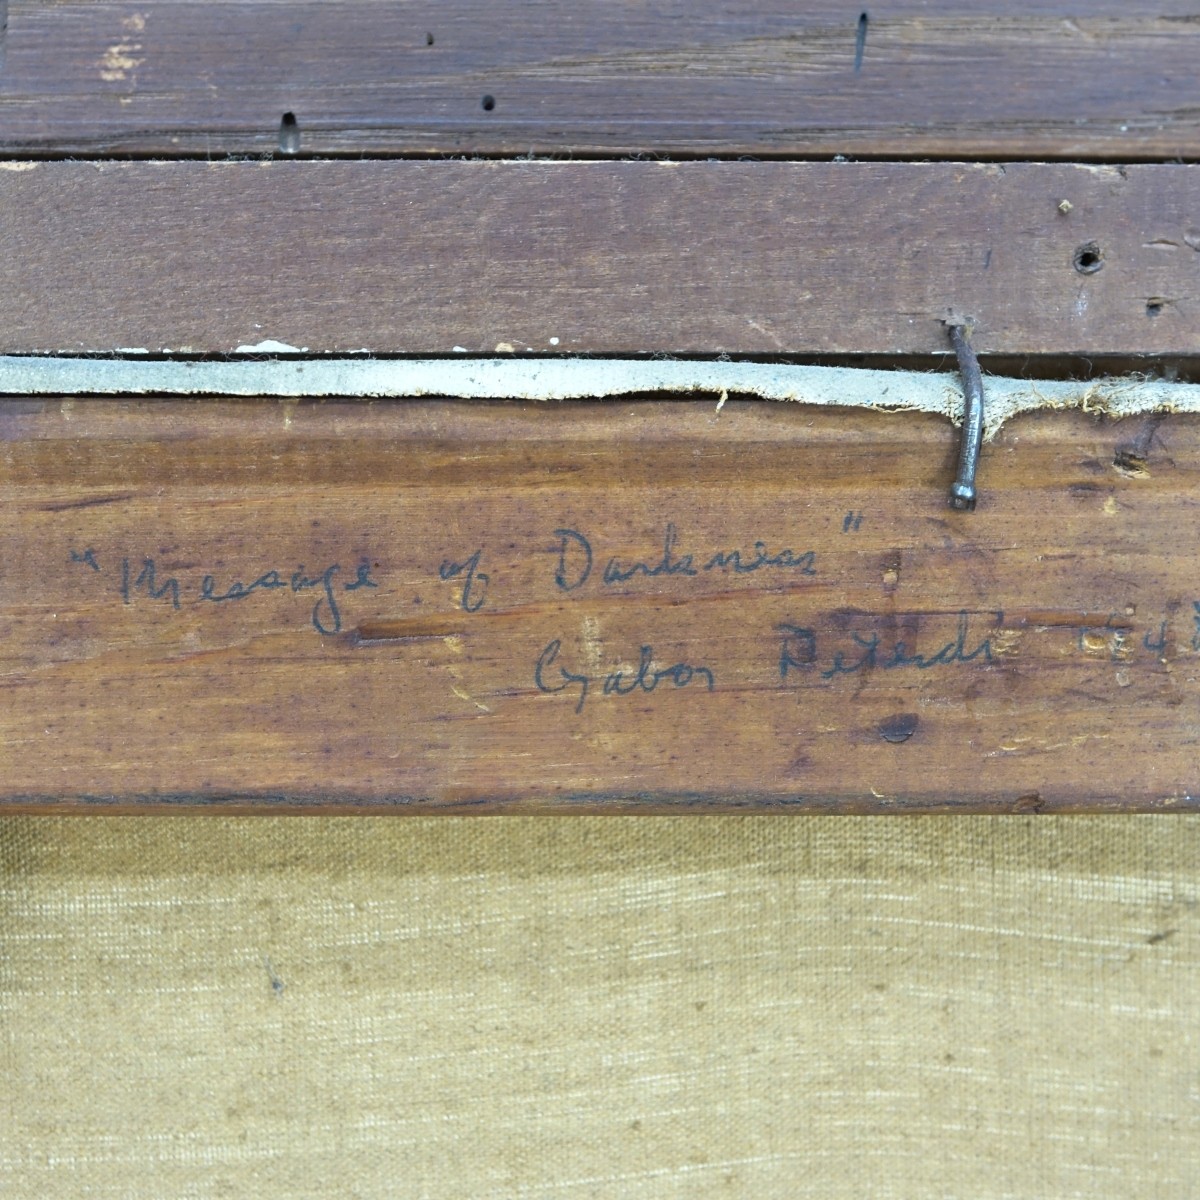 "Message of Darkness"
Gabor Peterdi